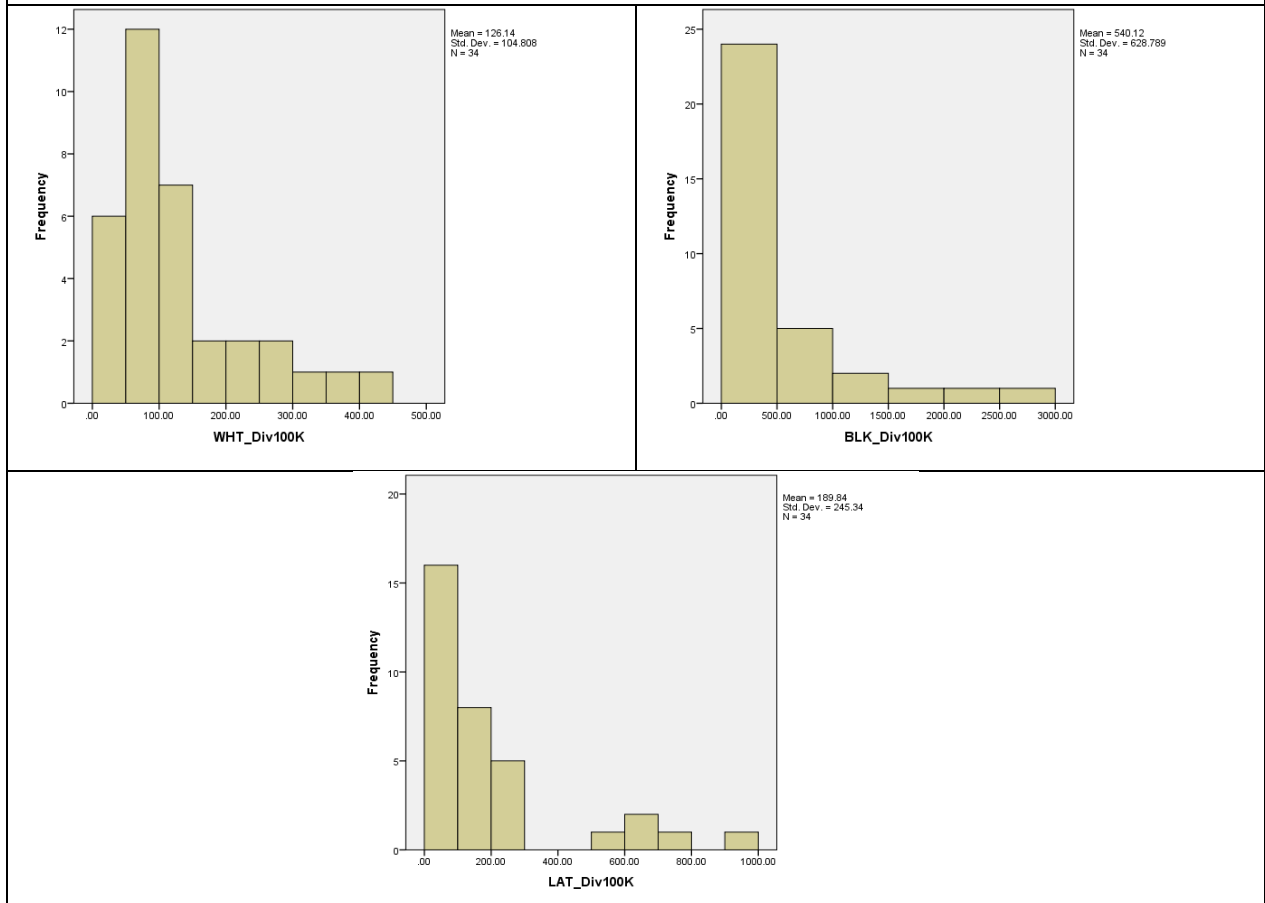 Mean = 126.14
Std. Dev. = 104.808
N = 34
12
10
8
6
4
2
0
Frequency
.00 100.00 200.00 300.00 400.00 500.00
WHT_Div100K
Mean = 540.12
Std. Dev. = 628.789
N = 34
25
20
15
10
5
0
Frequency
.00 500.00 1000.00 1500.00 2000.00 2500.00 3000.00
BLK_Div100K
Mean = 189.84
Std. Dev. = 245.34
N = 34
20
15
10
5
0
Frequency
.00 200.00 400.00 600.00 800.00 1000.00
LAT_Div100K